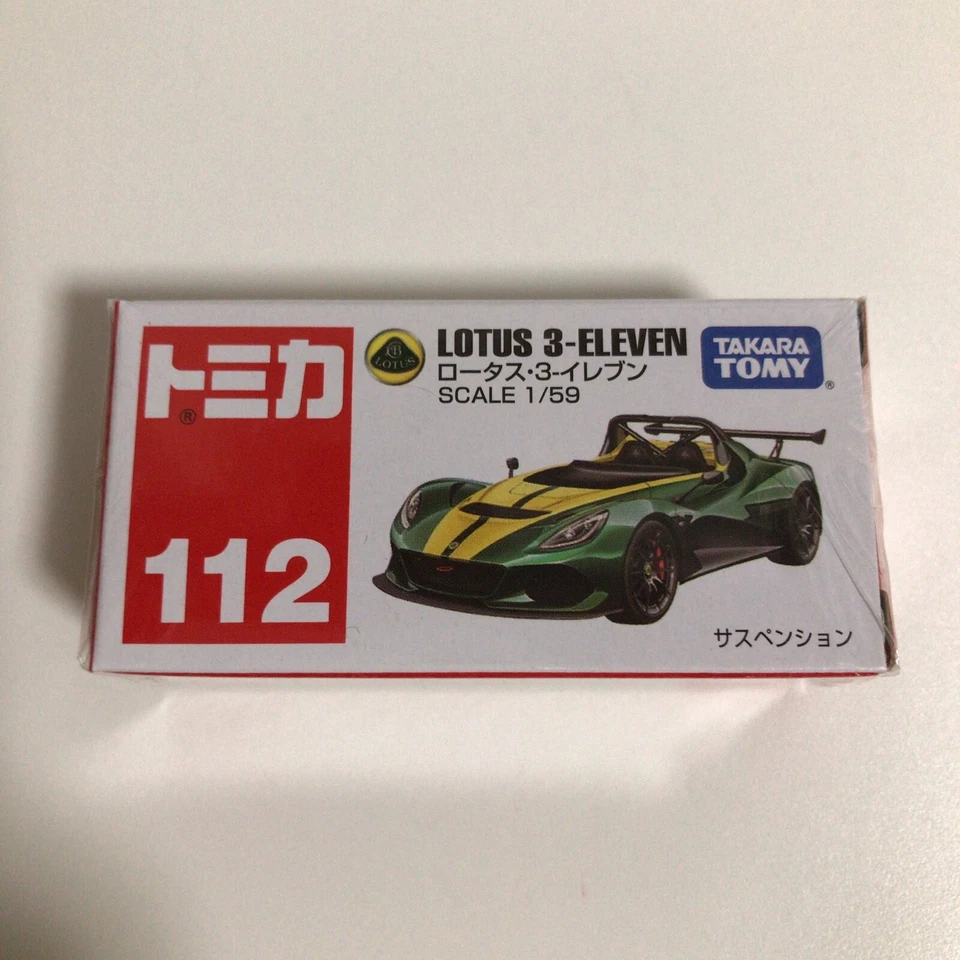 トミカ®
112
LOTUS
LOTUS 3-ELEVEN
ロータス・3-イレブン
SCALE 1/59
TAKARA
TOMY®
サスペンション